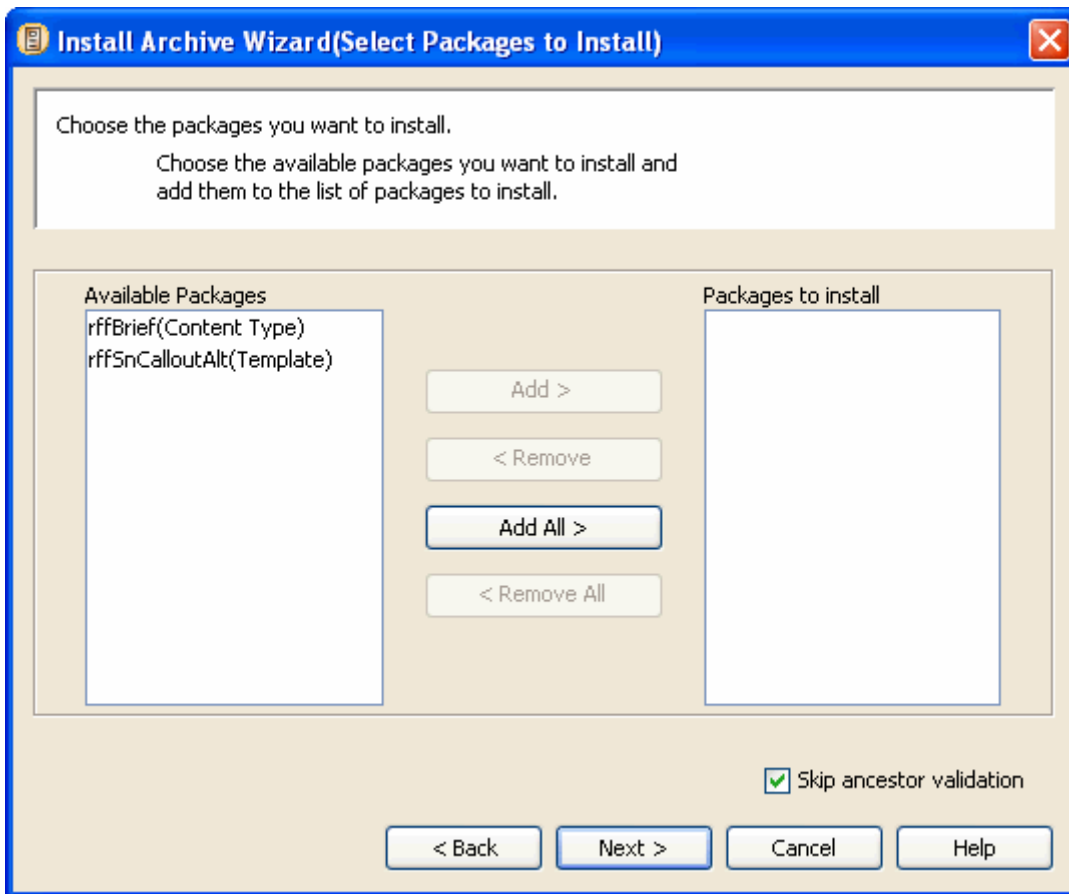 Install Archive Wizard(Select Packages to Install)
Choose the packages you want to install.
Choose the available packages you want to install and
add them to the list of packages to install.
Available Packages
Packages to install
rffBrief(Content Type)
rffSnCalloutAlt(Template)
Add >
< Remove
Add All >
< Remove All
Skip ancestor validation
< Back
Next >
Cancel
Help